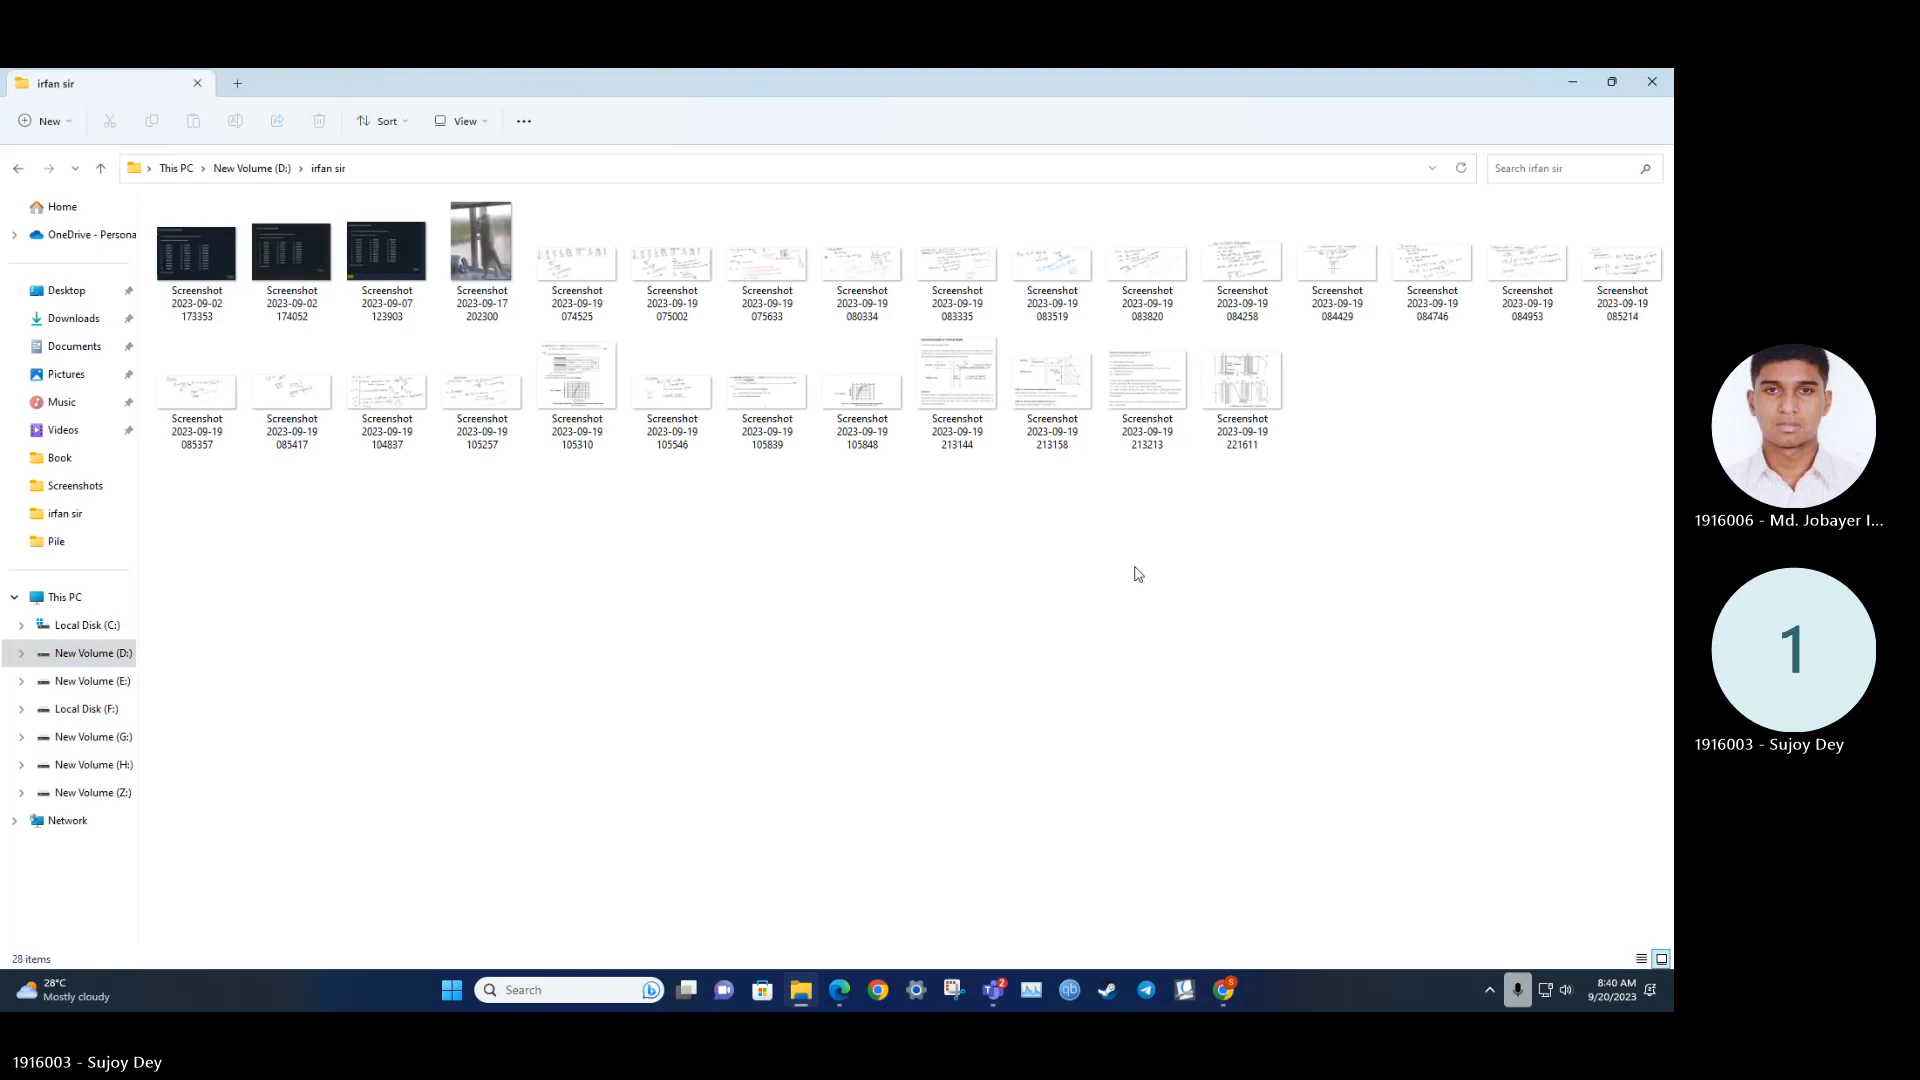 irfan sir
New
Sort
View
This PC
New Volume (D:)
irfan sir
Search irfan sir
Home
OneDrive - Persona
Desktop
Downloads
Documents
Pictures
Music
Videos
Book
Screenshots
irfan sir
Pile
This PC
Local Disk (C:)
New Volume (D:)
New Volume (E:)
Local Disk (F:)
New Volume (G:)
New Volume (H:)
New Volume (Z:)
Network
Screenshot
2023-09-02
173353
Screenshot
2023-09-02
174052
Screenshot
2023-09-07
123903
Screenshot
2023-09-17
202300
Screenshot
2023-09-19
074525
Screenshot
2023-09-19
075002
Screenshot
2023-09-19
075633
Screenshot
2023-09-19
080334
Screenshot
2023-09-19
083335
Screenshot
2023-09-19
083519
Screenshot
2023-09-19
083820
Screenshot
2023-09-19
084258
Screenshot
2023-09-19
084429
Screenshot
2023-09-19
084746
Screenshot
2023-09-19
084953
Screenshot
2023-09-19
085214
Screenshot
2023-09-19
085357
Screenshot
2023-09-19
085417
Screenshot
2023-09-19
104837
Screenshot
2023-09-19
105257
Screenshot
2023-09-19
105310
Screenshot
2023-09-19
105546
Screenshot
2023-09-19
105839
Screenshot
2023-09-19
105848
Screenshot
2023-09-19
213144
Screenshot
2023-09-19
213158
Screenshot
2023-09-19
213213
Screenshot
2023-09-19
221611
28 items
28°C
Mostly cloudy
Search
8:40 AM
9/20/2023
1916006 - Md. Jobayer I...
1
1916003 - Sujoy Dey
1916003 - Sujoy Dey